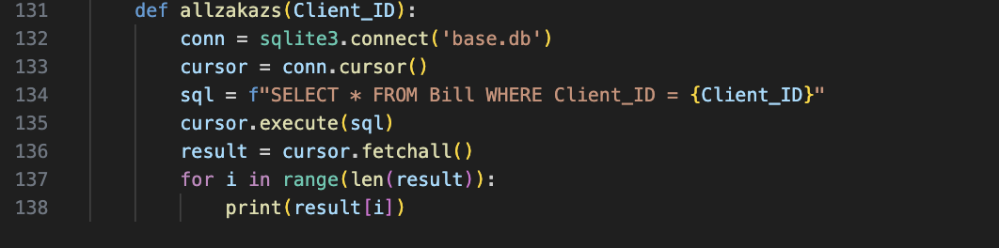 131 def allzakazs(Client_ID):
132 conn = sqlite3.connect('base.db')
133 cursor = conn.cursor()
134 sql = f"SELECT * FROM Bill WHERE Client_ID = {Client_ID}"
135 cursor.execute(sql)
136 result = cursor.fetchall()
137 for i in range(len(result)):
138 print(result[i])